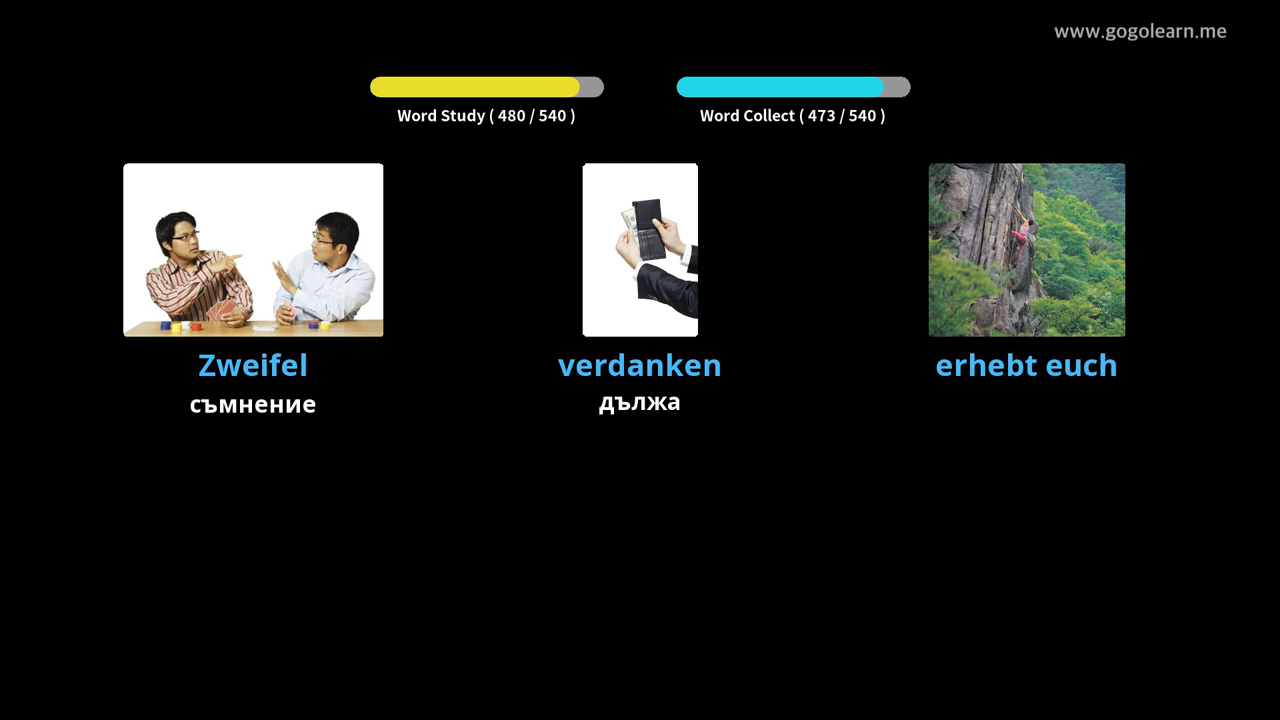 www.gogolearn.me
Word Study ( 480 / 540 )
Word Collect ( 473 / 540 )
Zweifel
съмнение
verdanken
дължа
erhebt euch